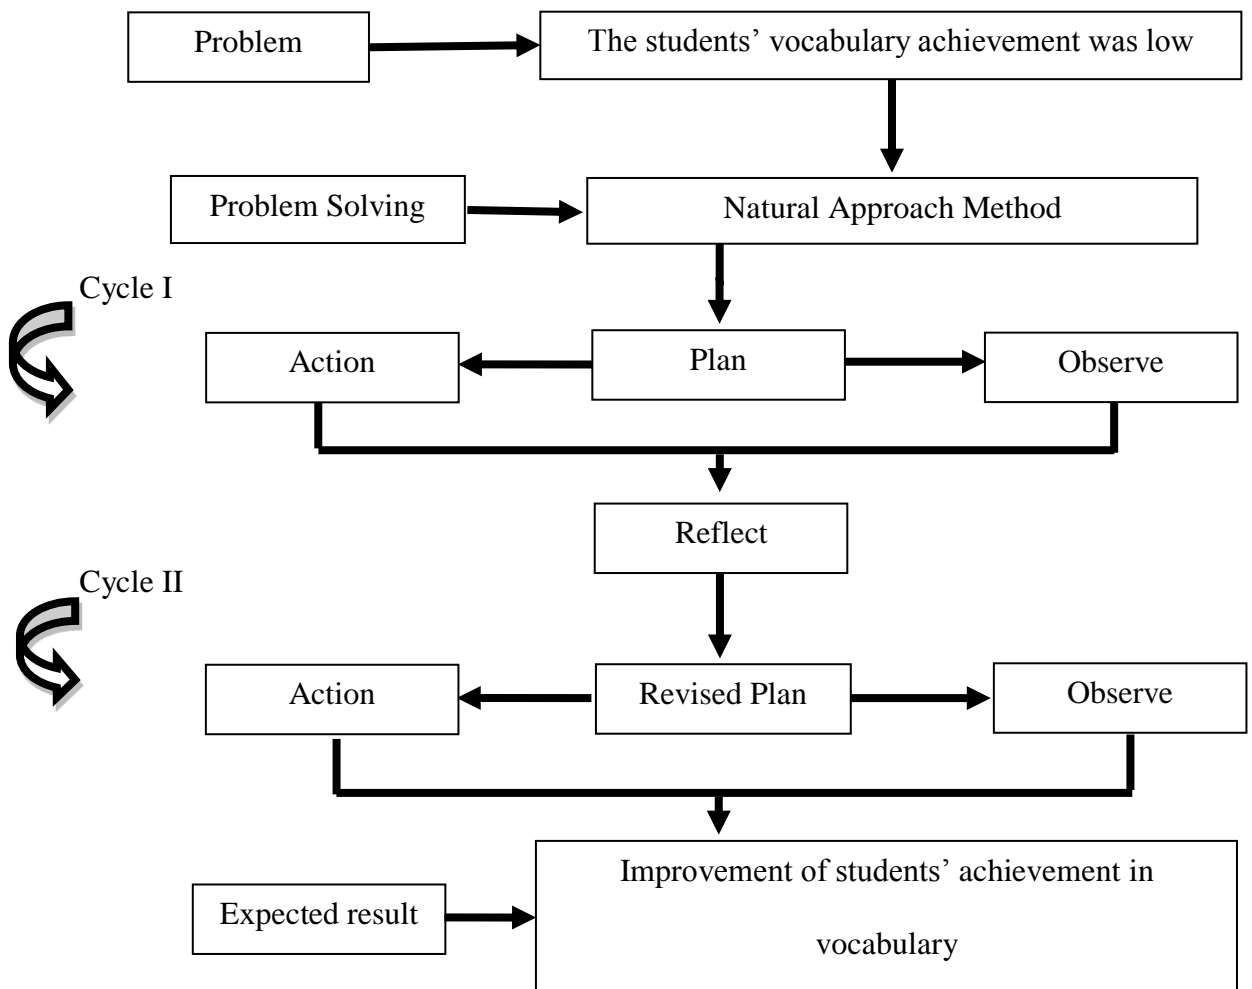 Problem
The students’ vocabulary achievement was low
Problem Solving
Natural Approach Method
Cycle I
Action
Plan
Observe
Reflect
Cycle II
Action
Revised Plan
Observe
Improvement of students’ achievement in
vocabulary
Expected result